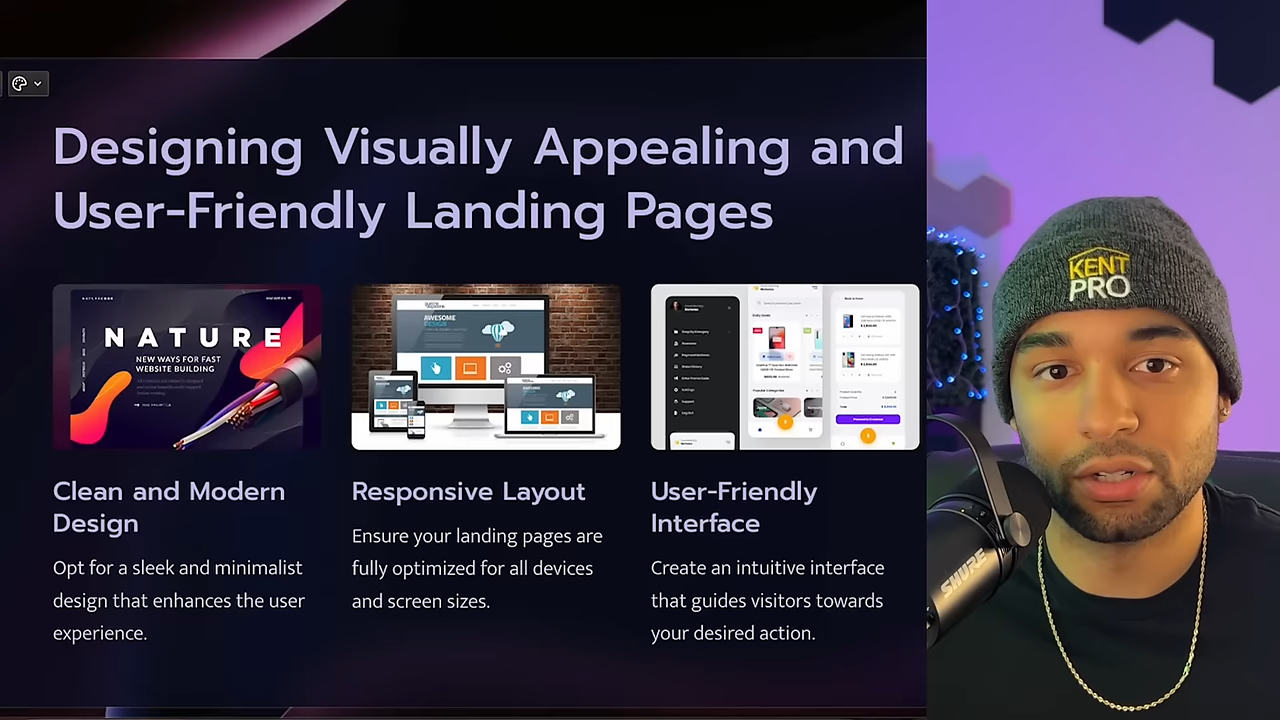 Designing Visually Appealing and
User-Friendly Landing Pages
NATURE
NEW WAYS FOR FAST
WEBSITE BUILDING
AWESOME
DESIGN
Clean and Modern
Design
Opt for a sleek and minimalist
design that enhances the user
experience.
Responsive Layout
Ensure your landing pages are
fully optimized for all devices
and screen sizes.
User-Friendly
Interface
Create an intuitive interface
that guides visitors towards
your desired action.
KENT
PRO
SHURE